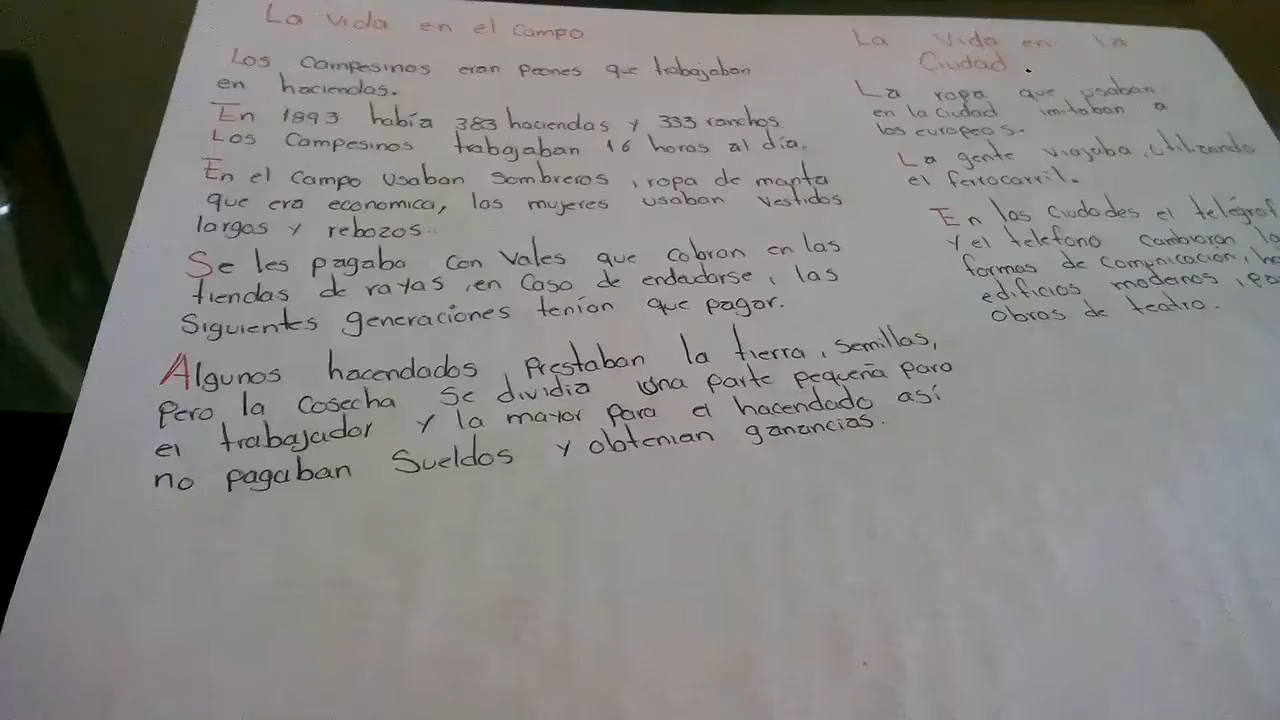 La vida en el Campo
Los Campesinos eran peones que trabajaban
en haciendas.
En 1893 había 383 haciendas y 333 ranchos
Los Campesinos trabajaban 16 horas al día.
En el Campo usaban Sombreros, ropa de manta
que era economica, las mujeres usaban vestidos
largos y rebozos..
Se les pagaba Con Vales que cobran en las
tiendas de rayas, en Caso de endadarse, las
Siguientes generaciones tenían que pagar.
Algunos hacendados prestaban la tierra, semillas,
Pero la Cosecha Se dividia Una parte pequeña para
el trabajador y la mayor para el hacendado así
no pagaban Sueldos y obtenian ganancias.
La Vida en la
Ciudad.
La ropa que usaban
en la ciudad imitaban a
los europeos.
La gente viajaba, utilizando
el ferrocarril.
En las Ciudades el telégraf
y el telefono Cambiaron
formas de Comunicación,
edificios modernos,
Obras de teatro.